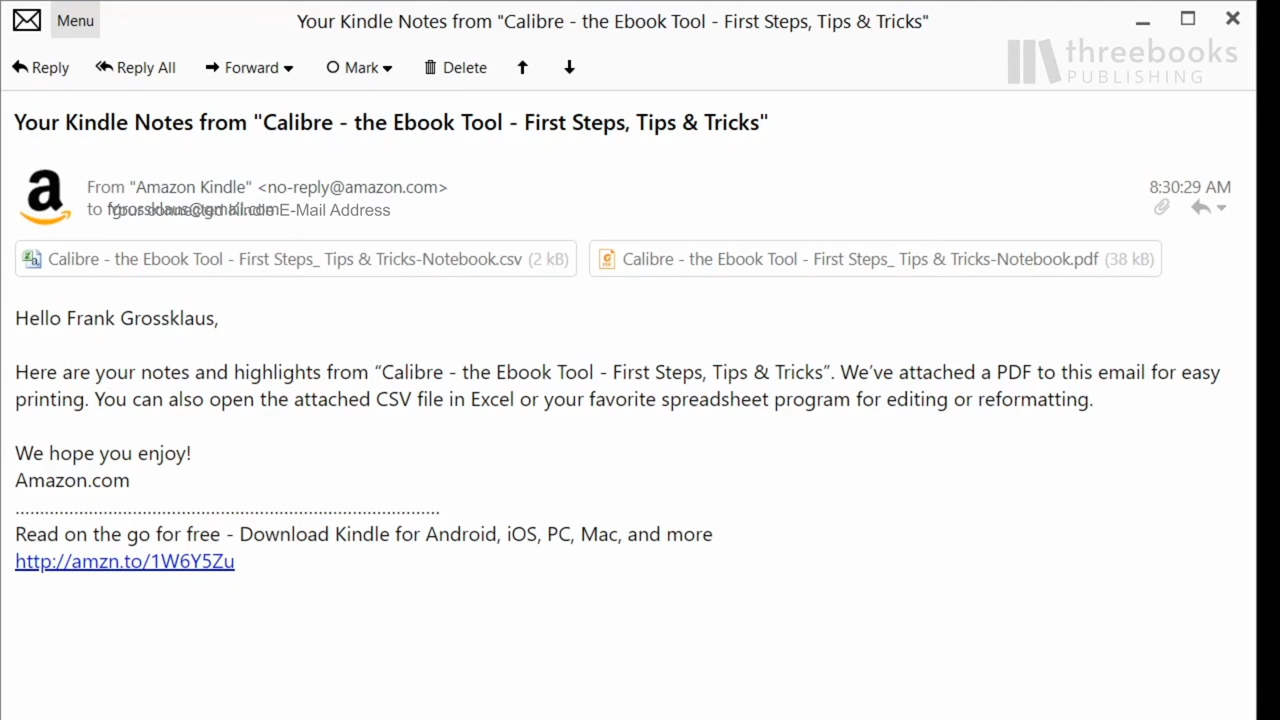 Menu
Your Kindle Notes from "Calibre - the Ebook Tool - First Steps, Tips & Tricks"
threebooks
PUBLISHING
Reply Reply All Forward Mark Delete
Your Kindle Notes from "Calibre - the Ebook Tool - First Steps, Tips & Tricks"
From "Amazon Kindle" <no-reply@amazon.com>
8:30:29 AM
to Kindle E-Mail Address
Calibre - the Ebook Tool - First Steps_ Tips & Tricks-Notebook.csv (2 kB)
Calibre - the Ebook Tool - First Steps_ Tips & Tricks-Notebook.pdf (38 kB)
Hello Frank Grossklaus,
Here are your notes and highlights from “Calibre - the Ebook Tool - First Steps, Tips & Tricks”. We’ve attached a PDF to this email for easy
printing. You can also open the attached CSV file in Excel or your favorite spreadsheet program for editing or reformatting.
We hope you enjoy!
Amazon.com
.....................................................................................
Read on the go for free - Download Kindle for Android, iOS, PC, Mac, and more
http://amzn.to/1W6Y5Zu